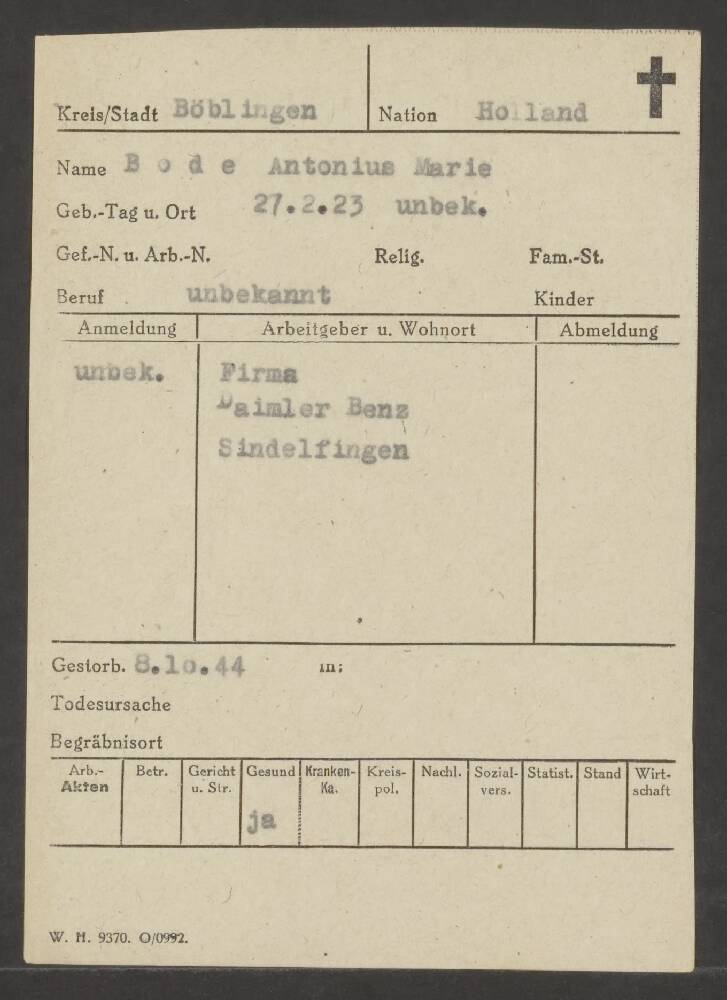 Kreis/Stadt Böblingen Nation Holland
Name Bode Antonius Marie
Geb.-Tag u. Ort 27.2.23 unbek.
Gef.-N. u. Arb.-N. Relig. Fam.-St.
Beruf unbekannt Kinder
Anmeldung Arbeitgeber u. Wohnort Abmeldung
unbek. Firma
Daimler Benz
Sindelfingen
Gestorb. 8.10.44 in:
Todesursache
Begräbnisort
Arb.- Betr. Gericht Gesund Kranken- Kreis- Nachl. Sozial- Statist. Stand Wirt-
Akten u. Str. Ka. pol. vers. schaft
ja
W. H. 9370. O/0992.